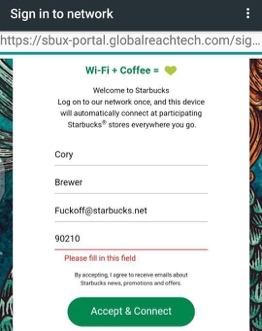 Sign in to network
https://sbux-portal.globalreachtech.com/sig...
Wi-Fi + Coffee =
Welcome to Starbucks
Log on to our network once, and this device
will automatically connect at participating
Starbucks® stores everywhere you go.
Cory
Brewer
Fuckoff@starbucks.net
90210
Please fill in this field
By accepting, I agree to receive emails about
Starbucks news, promotions and offers.
Accept & Connect